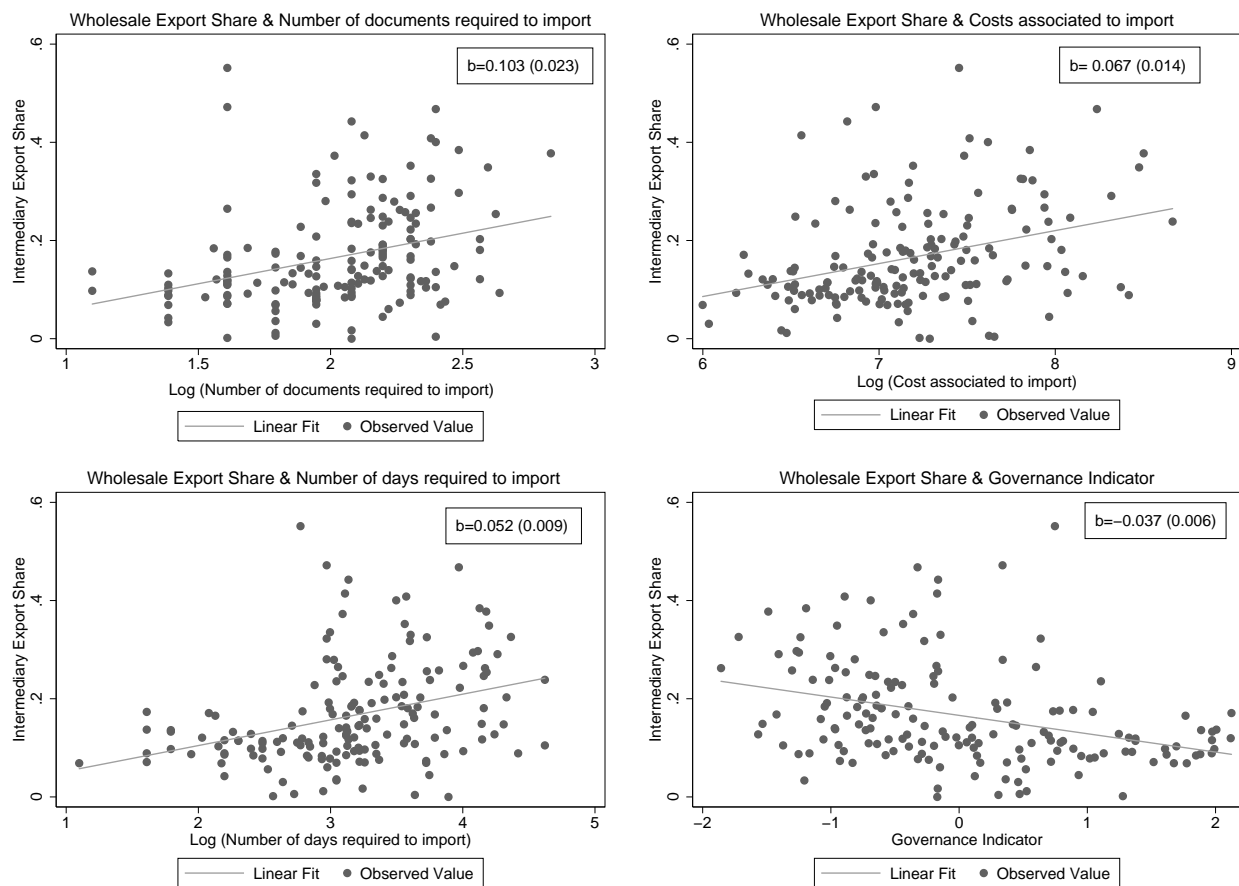 Wholesale Export Share & Number of documents required to import
Intermediary Export Share
0 .2 .4 .6
b=0.103 (0.023)
1 1.5 2 2.5 3
Log (Number of documents required to import)
Linear Fit Observed Value
Wholesale Export Share & Costs associated to import
Intermediary Export Share
0 .2 .4 .6
b= 0.067 (0.014)
6 7 8 9
Log (Cost associated to import)
Linear Fit Observed Value
Wholesale Export Share & Number of days required to import
Intermediary Export Share
0 .2 .4 .6
b=0.052 (0.009)
1 2 3 4 5
Log (Number of days required to import)
Linear Fit Observed Value
Wholesale Export Share & Governance Indicator
Intermediary Export Share
0 .2 .4 .6
b=−0.037 (0.006)
−2 −1 0 1 2
Governance Indicator
Linear Fit Observed Value